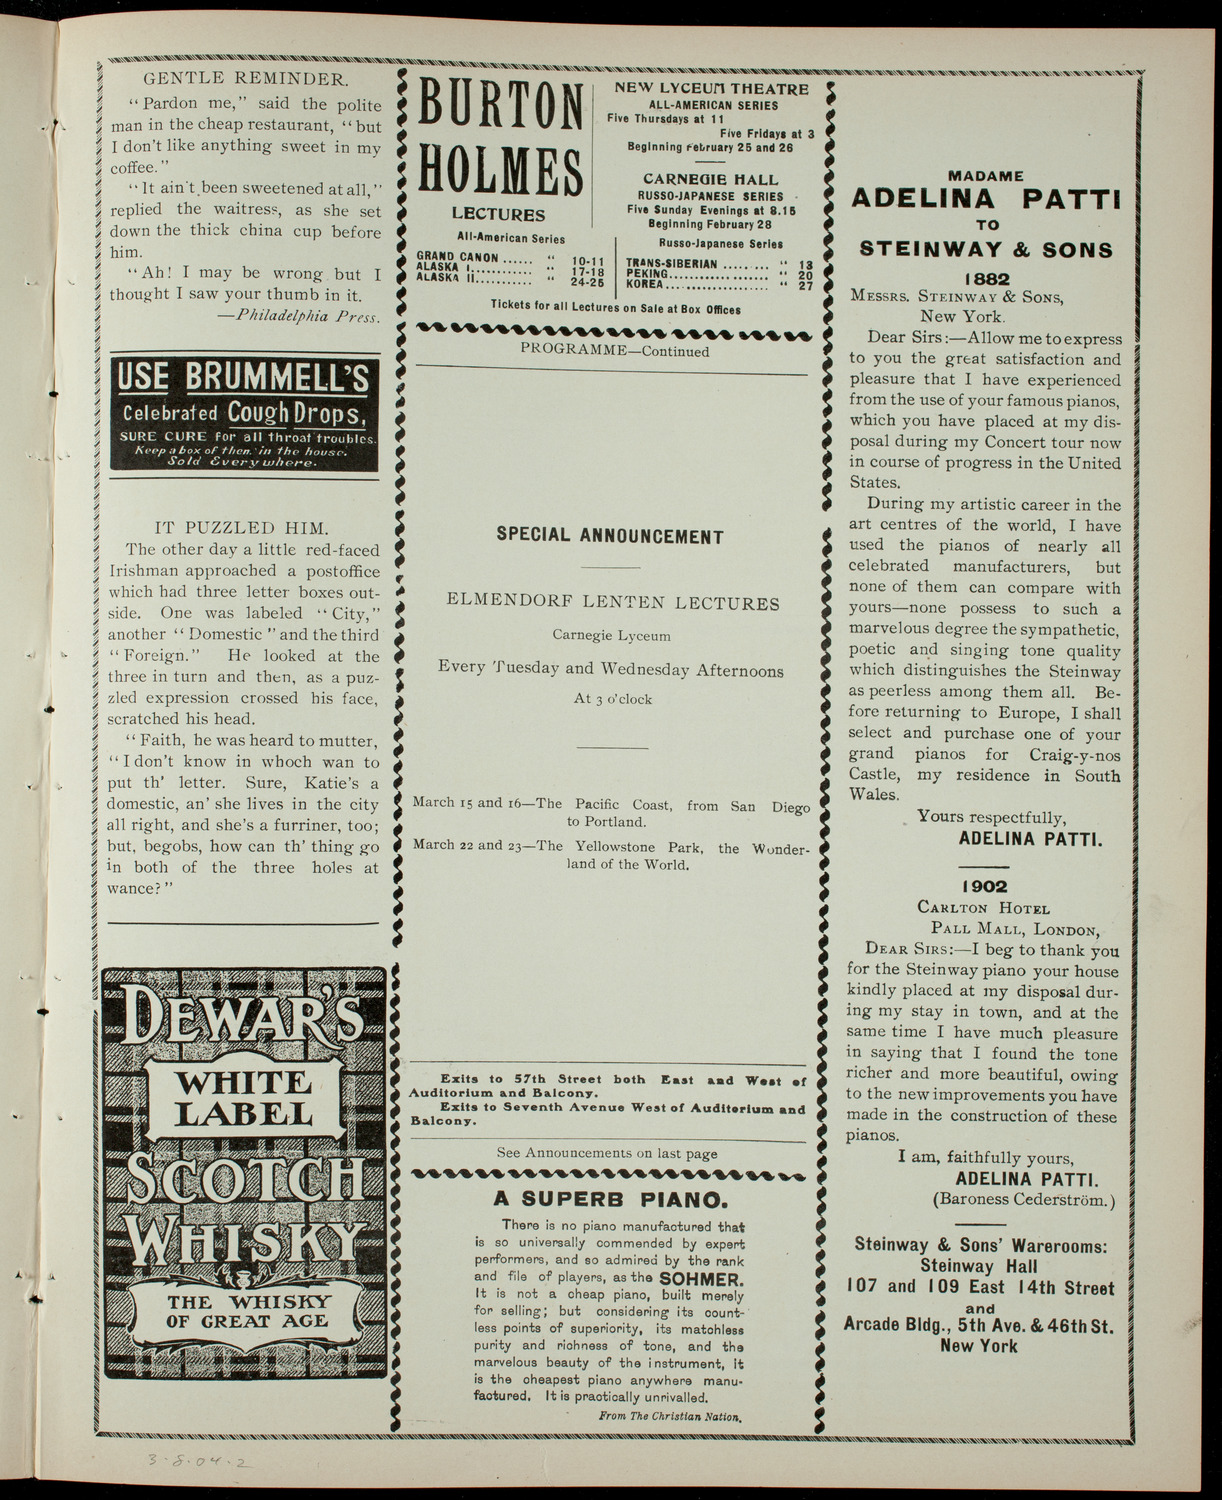 GENTLE REMINDER.
“Pardon me,” said the polite
man in the cheap restaurant, “but
I don't like anything sweet in my
coffee.”
“It ain't been sweetened at all,”
replied the waitress, as she set
down the thick china cup before
him.
“Ah! I may be wrong but I
thought I saw your thumb in it.
—Philadelphia Press.
USE BRUMMELL'S
Celebrated Cough Drops,
SURE CURE For all throat troubles.
Keep a box of them in the house.
Sold Everywhere.
IT PUZZLED HIM.
The other day a little red-faced
Irishman approached a postoffice
which had three letter boxes out-
side. One was labeled “City,”
another “Domestic” and the third
“Foreign.” He looked at the
three in turn and then, as a puz-
zled expression crossed his face,
scratched his head.
“Faith, he was heard to mutter,
“I don't know in whoch wan to
put th' letter. Sure, Katie's a
domestic, an' she lives in the city
all right, and she's a furriner, too;
but, begobs, how can th' thing go
in both of the three holes at
wance?”
DEWAR'S
WHITE
LABEL
SCOTCH
WHISKY
THE WHISKY
OF GREAT AGE
BURTON
HOLMES
LECTURES
NEW LYCEUM THEATRE
ALL-AMERICAN SERIES
Five Thursdays at 11
Five Fridays at 3
Beginning February 25 and 26
CARNEGIE HALL
RUSSO-JAPANESE SERIES
Five Sunday Evenings at 8.15
Beginning February 28
All-American Series
GRAND CANON ...... “ 10-11
ALASKA I........... “ 17-18
ALASKA II.......... “ 24-25
Russo-Japanese Series
TRANS-SIBERIAN ........ “ 13
PEKING.................. “ 20
KOREA.................. “ 27
Tickets for all Lectures on Sale at Box Offices
PROGRAMME—Continued
SPECIAL ANNOUNCEMENT
ELMENDORF LENTEN LECTURES
Carnegie Lyceum
Every Tuesday and Wednesday Afternoons
At 3 o'clock
March 15 and 16—The Pacific Coast, from San Diego
to Portland.
March 22 and 23—The Yellowstone Park, the Wonder-
land of the World.
Exits to 57th Street both East and West of
Auditorium and Balcony.
Exits to Seventh Avenue West of Auditorium and
Balcony.
See Announcements on last page
A SUPERB PIANO.
There is no piano manufactured that
is so universally commended by expert
performers, and so admired by the rank
and file of players, as the SOHMER.
It is not a cheap piano, built merely
for selling; but considering its count-
less points of superiority, its matchless
purity and richness of tone, and the
marvelous beauty of the instrument, it
is the cheapest piano anywhere manu-
factured. It is practically unrivalled.
From The Christian Nation.
MADAME
ADELINA PATTI
TO
STEINWAY & SONS
1882
MESSRS. STEINWAY & SONS,
New York.
Dear Sirs:—Allow me to express
to you the great satisfaction and
pleasure that I have experienced
from the use of your famous pianos,
which you have placed at my dis-
posal during my Concert tour now
in course of progress in the United
States.
During my artistic career in the
art centres of the world, I have
used the pianos of nearly all
celebrated manufacturers, but
none of them can compare with
yours—none possess to such a
marvelous degree the sympathetic,
poetic and singing tone quality
which distinguishes the Steinway
as peerless among them all. Be-
fore returning to Europe, I shall
select and purchase one of your
grand pianos for Craig-y-nos
Castle, my residence in South
Wales.
Yours respectfully,
ADELINA PATTI.
1902
CARLTON HOTEL
PALL MALL, LONDON,
DEAR SIRS:—I beg to thank you
for the Steinway piano your house
kindly placed at my disposal dur-
ing my stay in town, and at the
same time I have much pleasure
in saying that I found the tone
richer and more beautiful, owing
to the new improvements you have
made in the construction of these
pianos.
I am, faithfully yours,
ADELINA PATTI.
(Baroness Cederström.)
Steinway & Sons' Warerooms:
Steinway Hall
107 and 109 East 14th Street
and
Arcade Bldg., 5th Ave. & 46th St.
New York
3-8-04-2